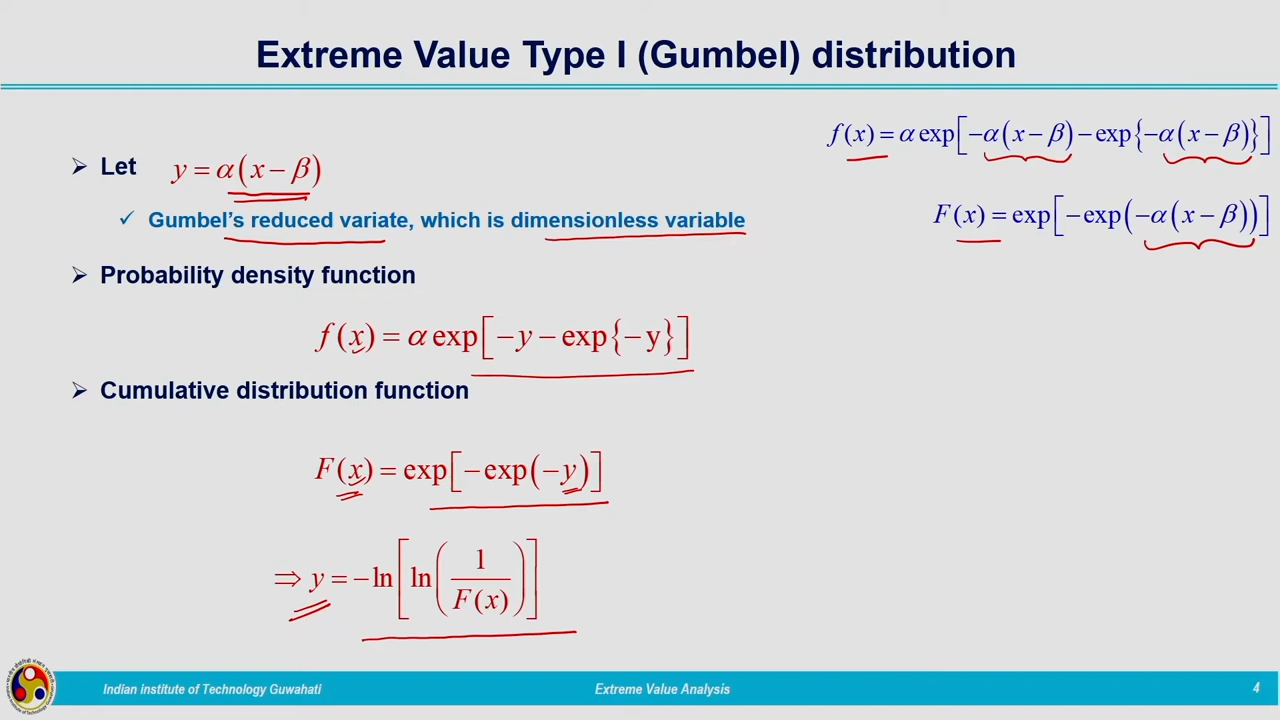 Extreme Value Type I (Gumbel) distribution
f(x) = α exp[−α(x − β) − exp{−α(x − β)}]
➢ Let y = α(x − β)
✓ Gumbel's reduced variate, which is dimensionless variable
F(x) = exp[−exp(−α(x − β))]
➢ Probability density function
f(x) = α exp[−y − exp{−y}]
➢ Cumulative distribution function
F(x) = exp[−exp(−y)]
⇒ y = −ln[ln(1/F(x))]
Indian institute of Technology Guwahati
Extreme Value Analysis
4